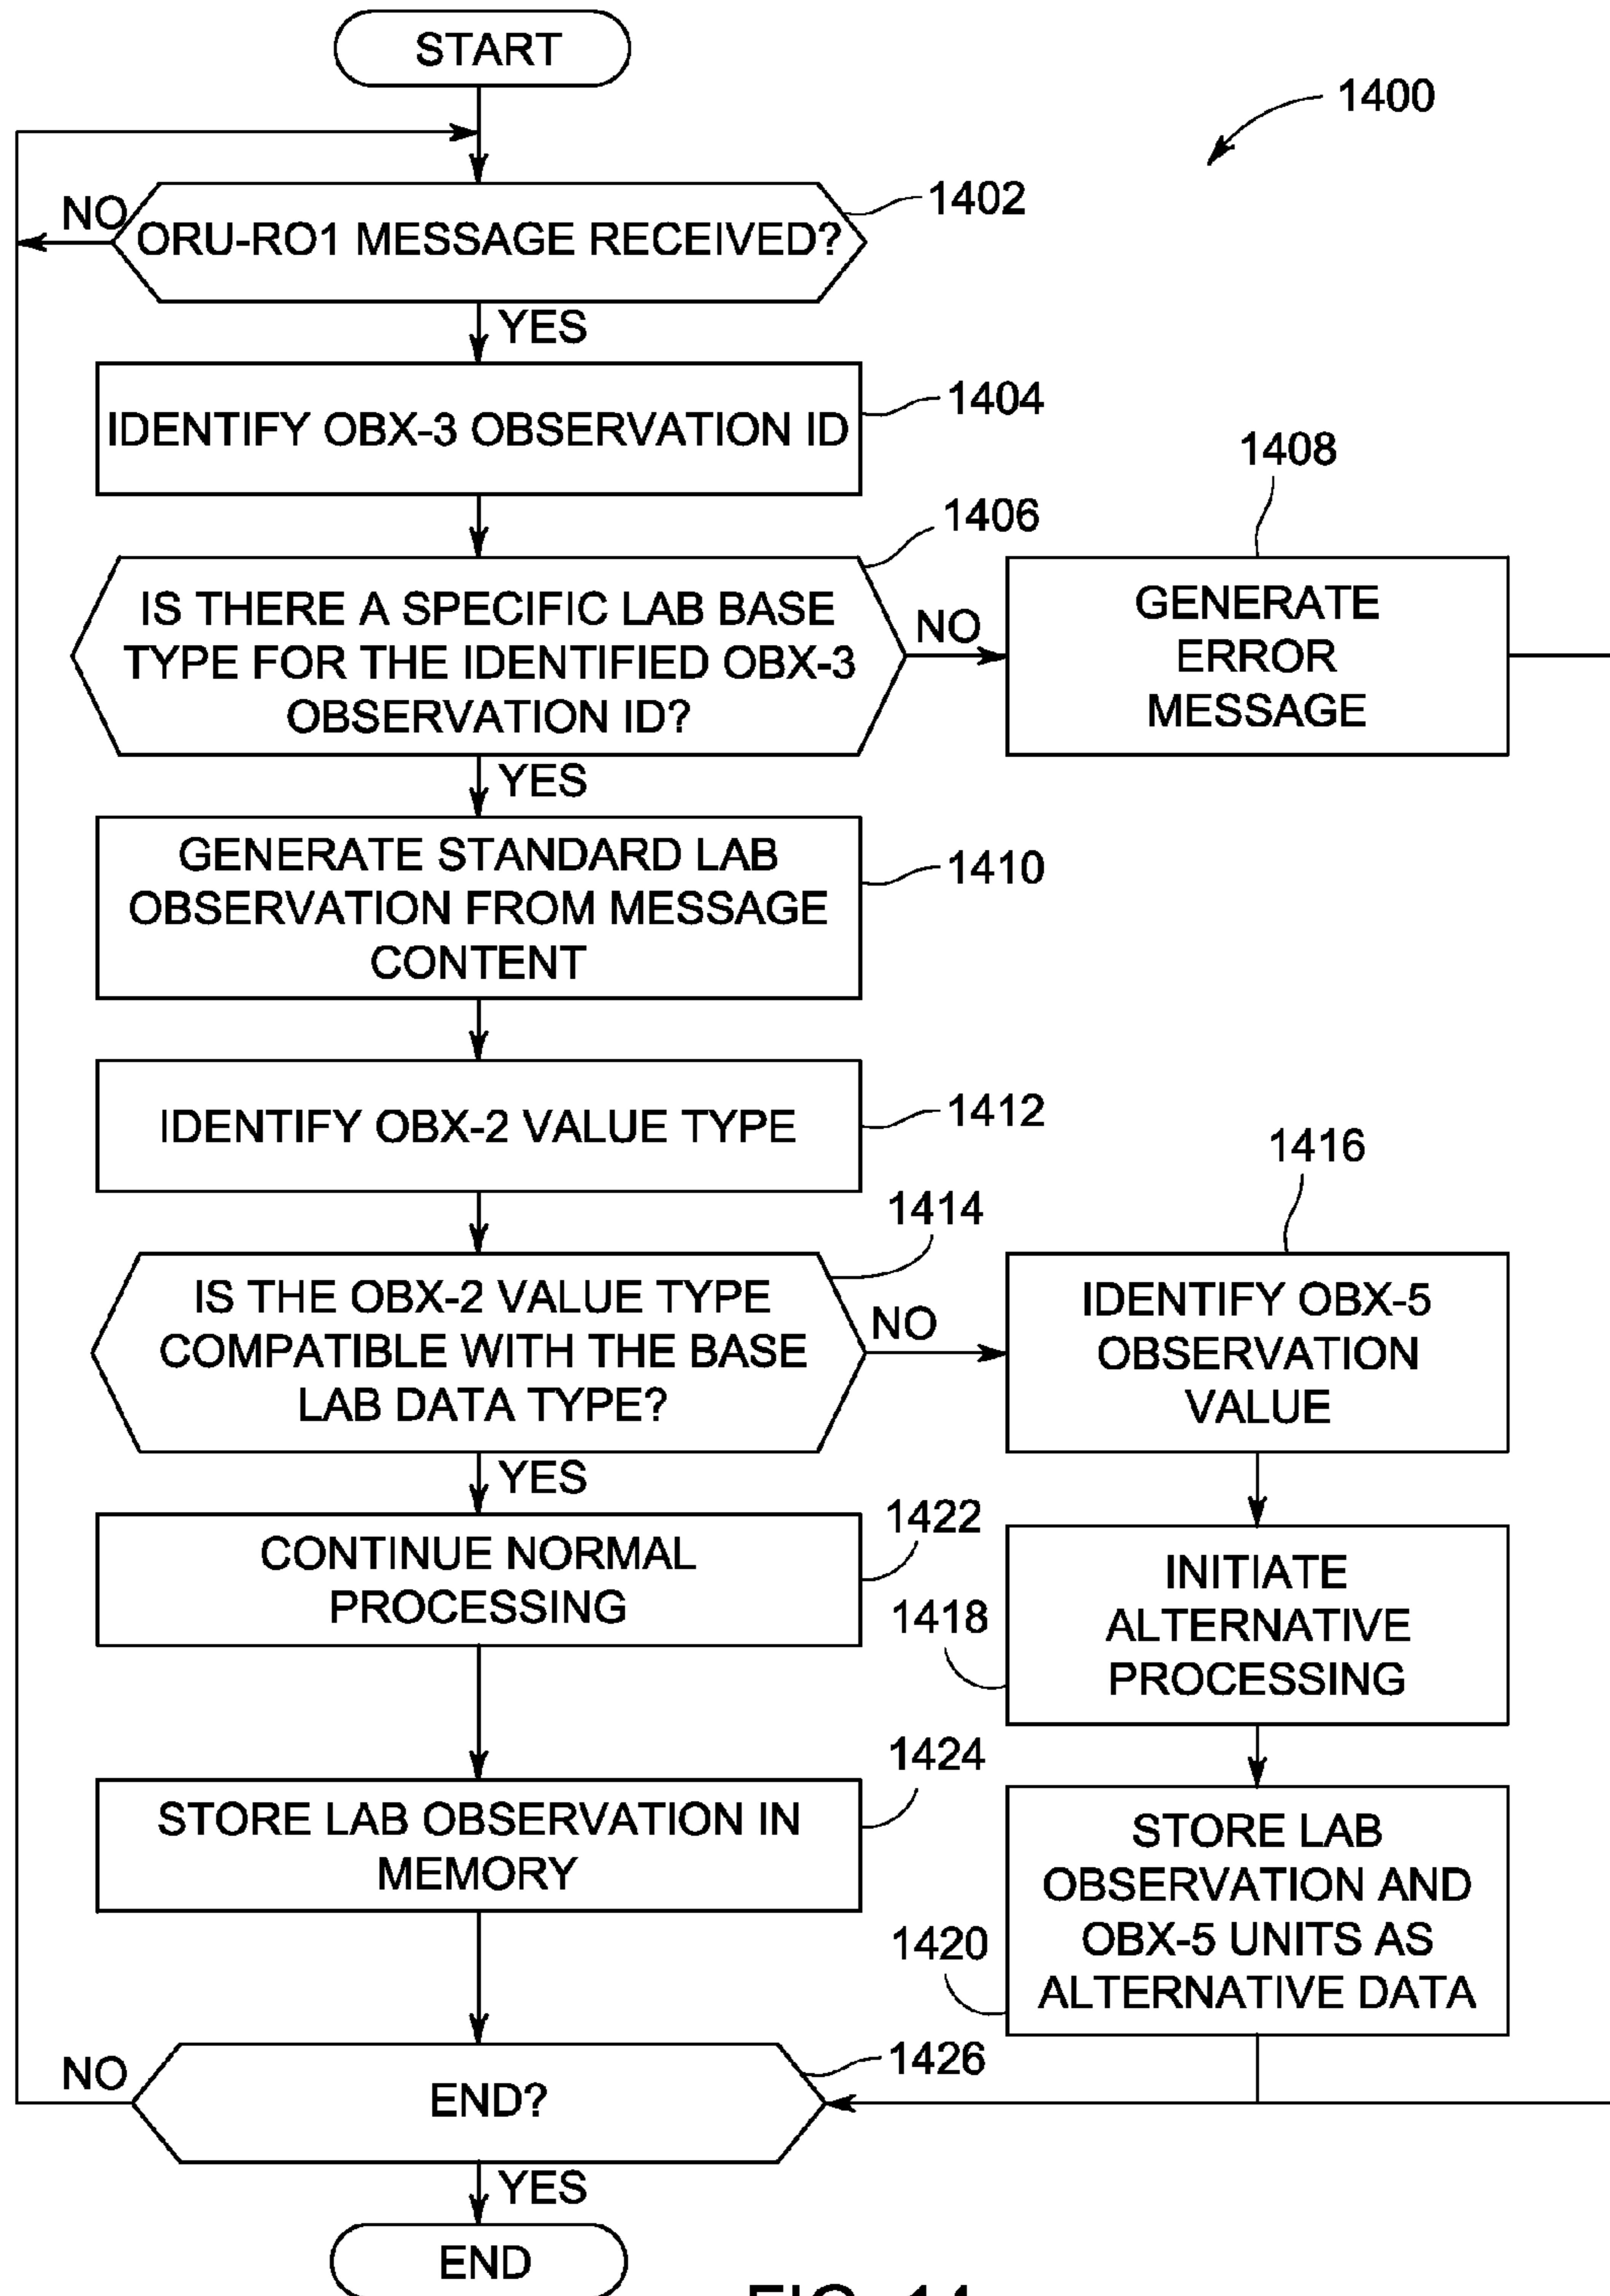 START
1400
NO
ORU-RO1 MESSAGE RECEIVED?
1402
YES
IDENTIFY OBX-3 OBSERVATION ID
1404
1406
IS THERE A SPECIFIC LAB BASE
TYPE FOR THE IDENTIFIED OBX-3
OBSERVATION ID?
NO
1408
GENERATE
ERROR
MESSAGE
YES
GENERATE STANDARD LAB
OBSERVATION FROM MESSAGE
CONTENT
1410
IDENTIFY OBX-2 VALUE TYPE
1412
1414
IS THE OBX-2 VALUE TYPE
COMPATIBLE WITH THE BASE
LAB DATA TYPE?
NO
1416
IDENTIFY OBX-5
OBSERVATION
VALUE
YES
CONTINUE NORMAL
PROCESSING
1422
1418
INITIATE
ALTERNATIVE
PROCESSING
STORE LAB OBSERVATION IN
MEMORY
1424
1420
STORE LAB
OBSERVATION AND
OBX-5 UNITS AS
ALTERNATIVE DATA
NO
END?
1426
YES
END
FIG. 14